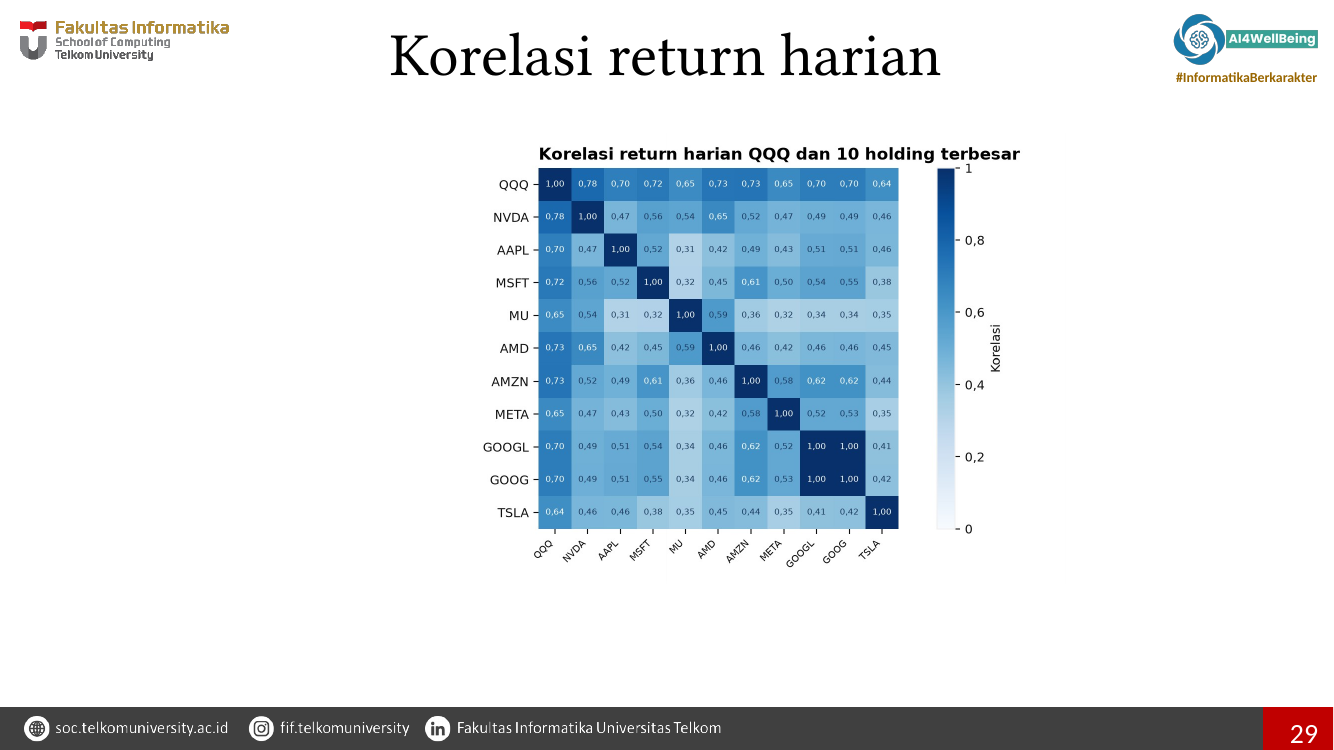 Fakultas Informatika
School of Computing
Telkom University
Korelasi return harian
AI4WellBeing
#InformatikaBerkarakter
Korelasi return harian QQQ dan 10 holding terbesar
QQQ 1,00 0,78 0,70 0,72 0,65 0,73 0,73 0,65 0,70 0,70 0,64
NVDA 0,78 1,00 0,47 0,56 0,54 0,65 0,52 0,47 0,49 0,49 0,46
AAPL 0,70 0,47 1,00 0,52 0,31 0,42 0,49 0,43 0,51 0,51 0,46
MSFT 0,72 0,56 0,52 1,00 0,32 0,45 0,61 0,50 0,54 0,55 0,38
MU 0,65 0,54 0,31 0,32 1,00 0,59 0,36 0,32 0,34 0,34 0,35
AMD 0,73 0,65 0,42 0,45 0,59 1,00 0,46 0,42 0,46 0,46 0,45
AMZN 0,73 0,52 0,49 0,61 0,36 0,46 1,00 0,58 0,62 0,62 0,44
META 0,65 0,47 0,43 0,50 0,32 0,42 0,58 1,00 0,52 0,53 0,35
GOOGL 0,70 0,49 0,51 0,54 0,34 0,46 0,62 0,52 1,00 1,00 0,41
GOOG 0,70 0,49 0,51 0,55 0,34 0,46 0,62 0,53 1,00 1,00 0,42
TSLA 0,64 0,46 0,46 0,38 0,35 0,45 0,44 0,35 0,41 0,42 1,00
QQQ NVDA AAPL MSFT MU AMD AMZN META GOOGL GOOG TSLA
1
0,8
0,6
0,4
0,2
0
Korelasi
soc.telkomuniversity.ac.id fif.telkomuniversity Fakultas Informatika Universitas Telkom
29